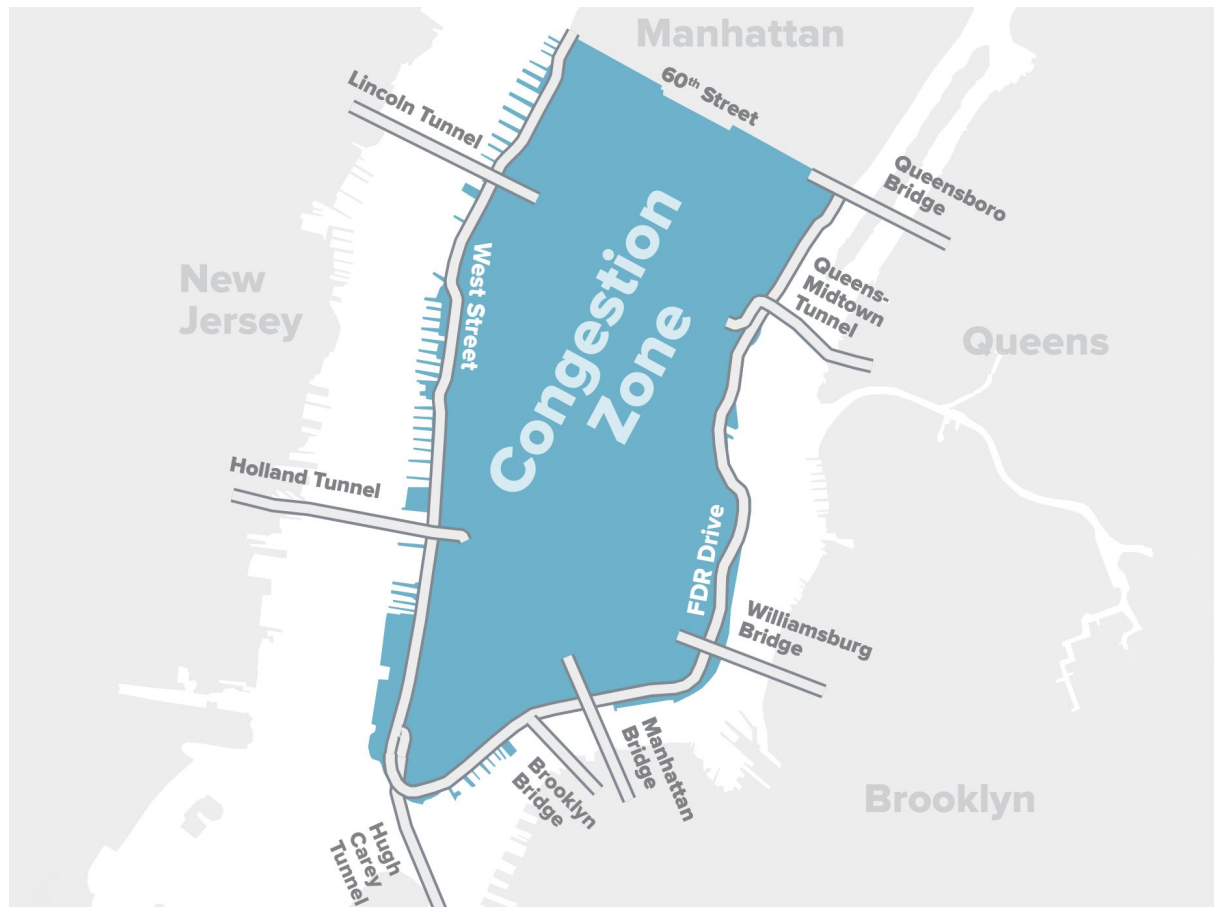 Manhattan
60th Street
Lincoln Tunnel
Queensboro
Bridge
New
Jersey
West Street
Congestion
Zone
Queens-
Midtown
Tunnel
Queens
Holland Tunnel
FDR Drive
Williamsburg
Bridge
Manhattan
Bridge
Brooklyn
Bridge
Brooklyn
Hugh
Carey
Tunnel